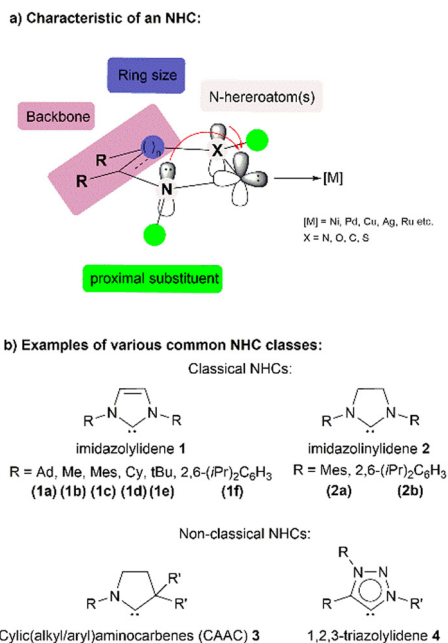 a) Characteristic of an NHC:
Ring size
N-hereroatom(s)
Backbone
( )n
X
R
R
N
[M]
[M] = Ni, Pd, Cu, Ag, Ru etc.
X = N, O, C, S
proximal substituent
b) Examples of various common NHC classes:
Classical NHCs:
R N N R
R N N R
imidazolylidene 1
imidazolinylidene 2
R = Ad, Me, Mes, Cy, tBu, 2,6-(iPr)2C6H3
R = Mes, 2,6-(iPr)2C6H3
(1a) (1b) (1c) (1d) (1e) (1f)
(2a) (2b)
Non-classical NHCs:
R N R' R'
R N N R N R'
Cylic(alkyl/aryl)aminocarbenes (CAAC) 3
1,2,3-triazolylidene 4